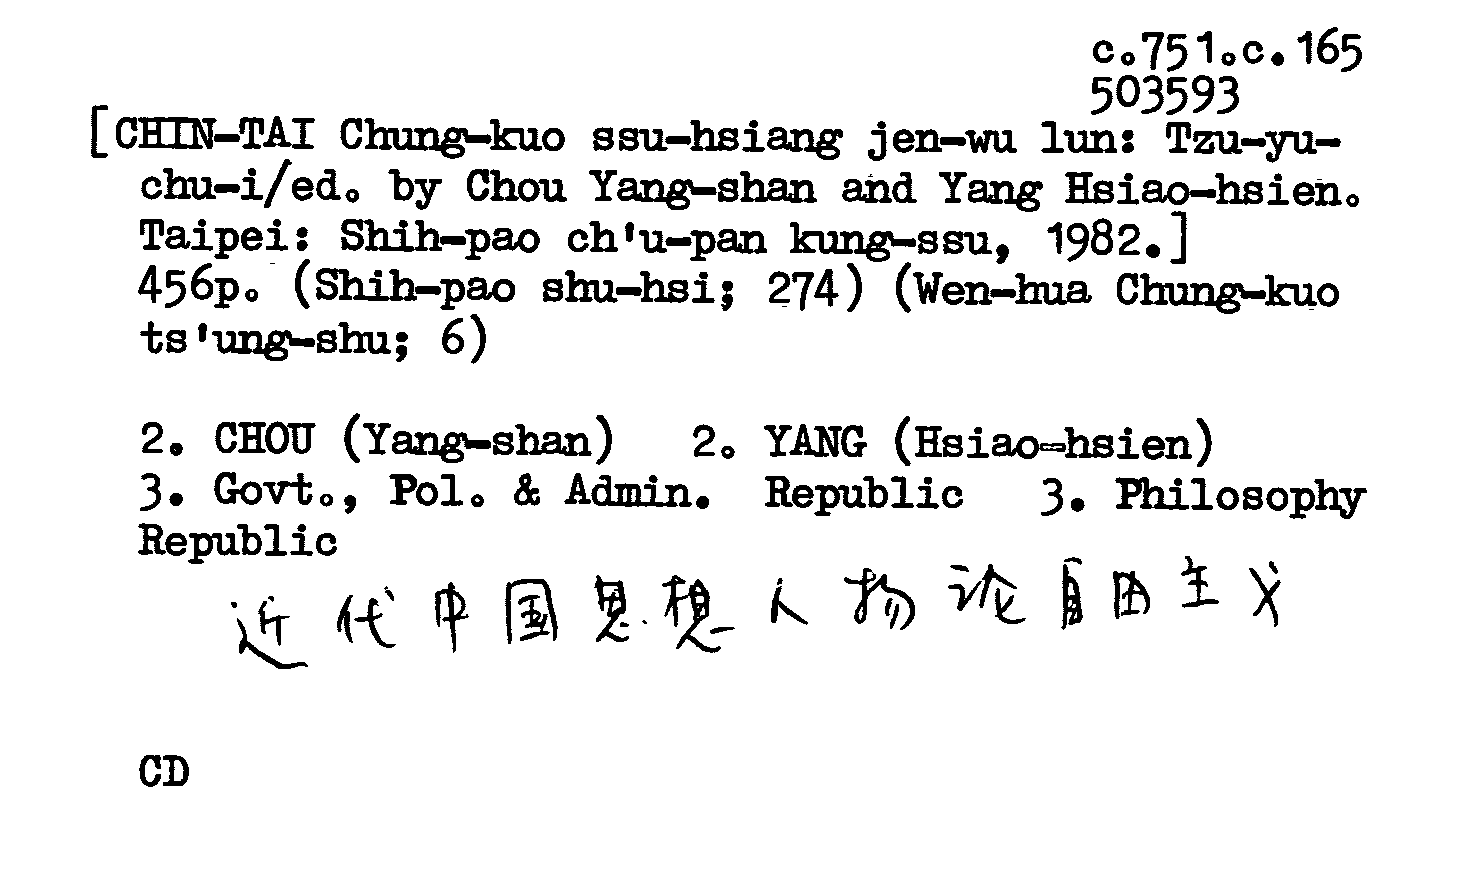 c.751.c.165
503593
[CHIN-TAI Chung-kuo ssu-hsiang jen-wu lun: Tzu-yu-
chu-i/ed. by Chou Yang-shan and Yang Hsiao-hsien.
Taipei: Shih-pao ch'u-pan kung-ssu, 1982.]
456p. (Shih-pao shu-hsi; 274) (Wen-hua Chung-kuo
ts'ung-shu; 6)
2. CHOU (Yang-shan) 2. YANG (Hsiao-hsien)
3. Govt., Pol. & Admin. Republic 3. Philosophy
Republic
近代中国思想人物论自由主义
CD